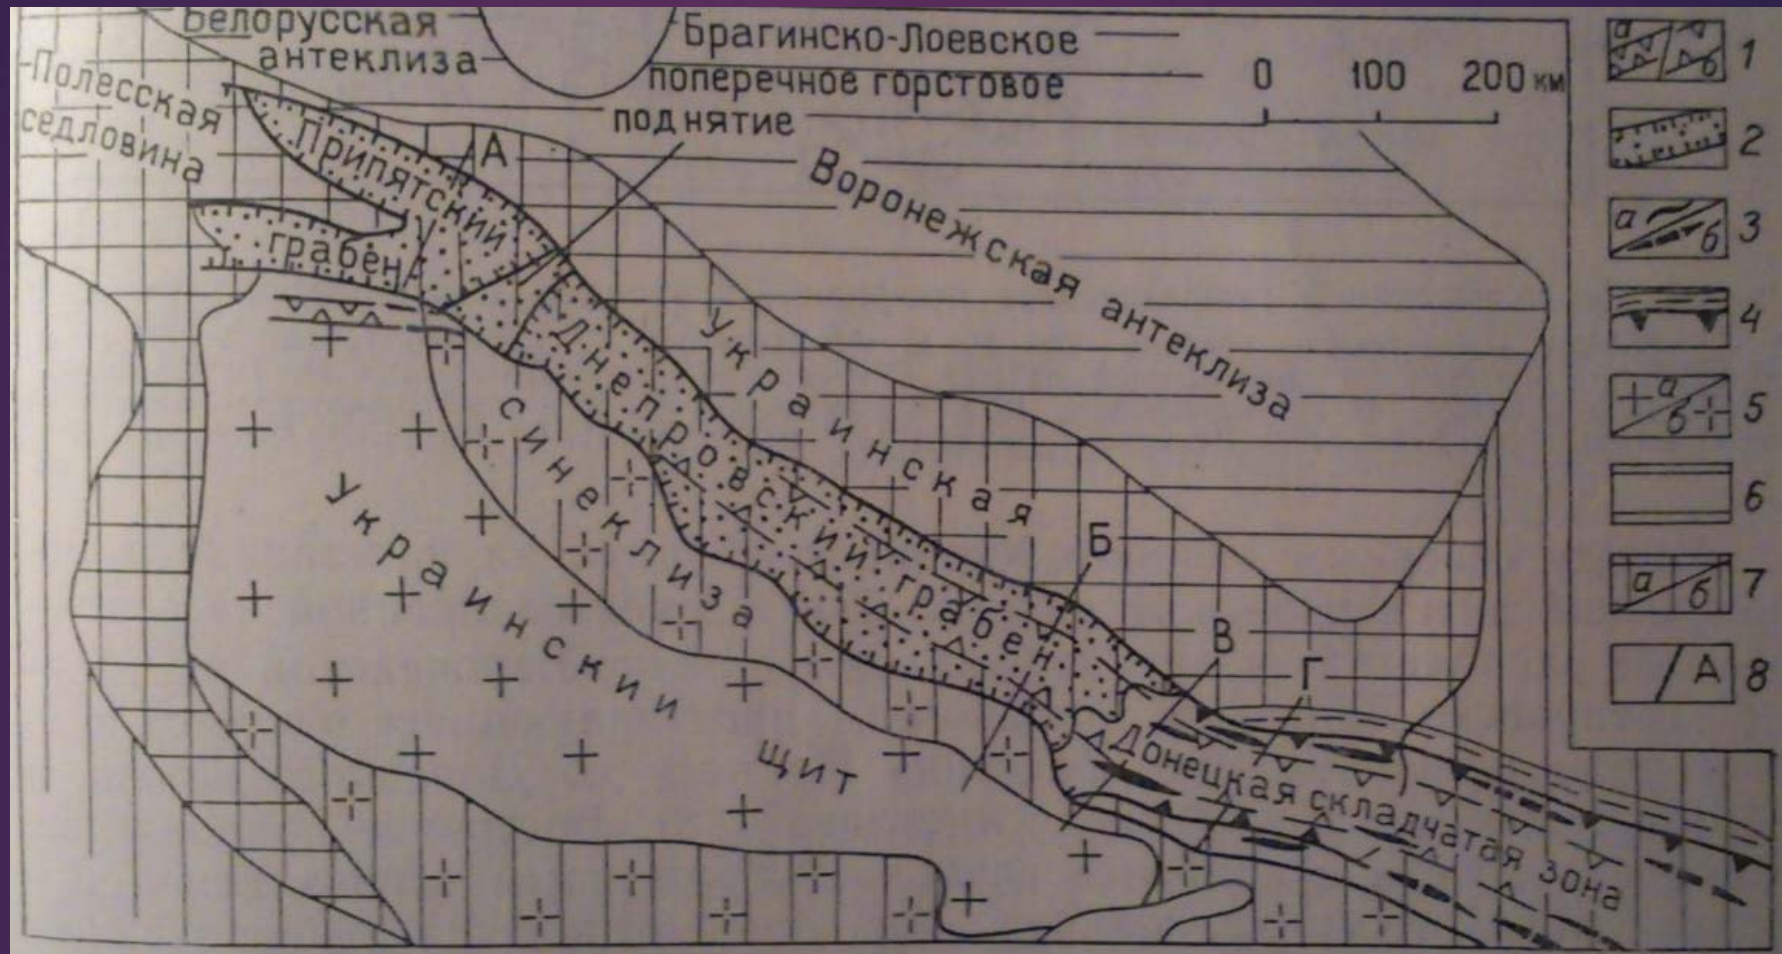 Белорусская
антеклиза
Брагинско-Лоевское
поперечное горстовое
поднятие
0 100 200 км
Полесская
седловина
Припятский
грабен
А
Воронежская антеклиза
Украинская
синеклиза
Днепровский грабен
Украинский
щит
Б
В
Г
Донецкая складчатая зона
а б 1
2
а б 3
4
а б 5
6
а б 7
А 8